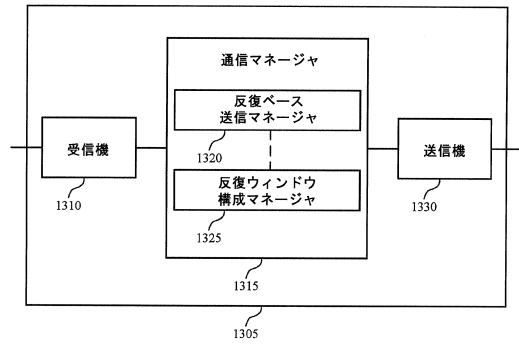 通信マネージャ
反復ベース
送信マネージャ
1320
受信機
1310
反復ウィンドウ
構成マネージャ
1325
送信機
1330
1315
1305